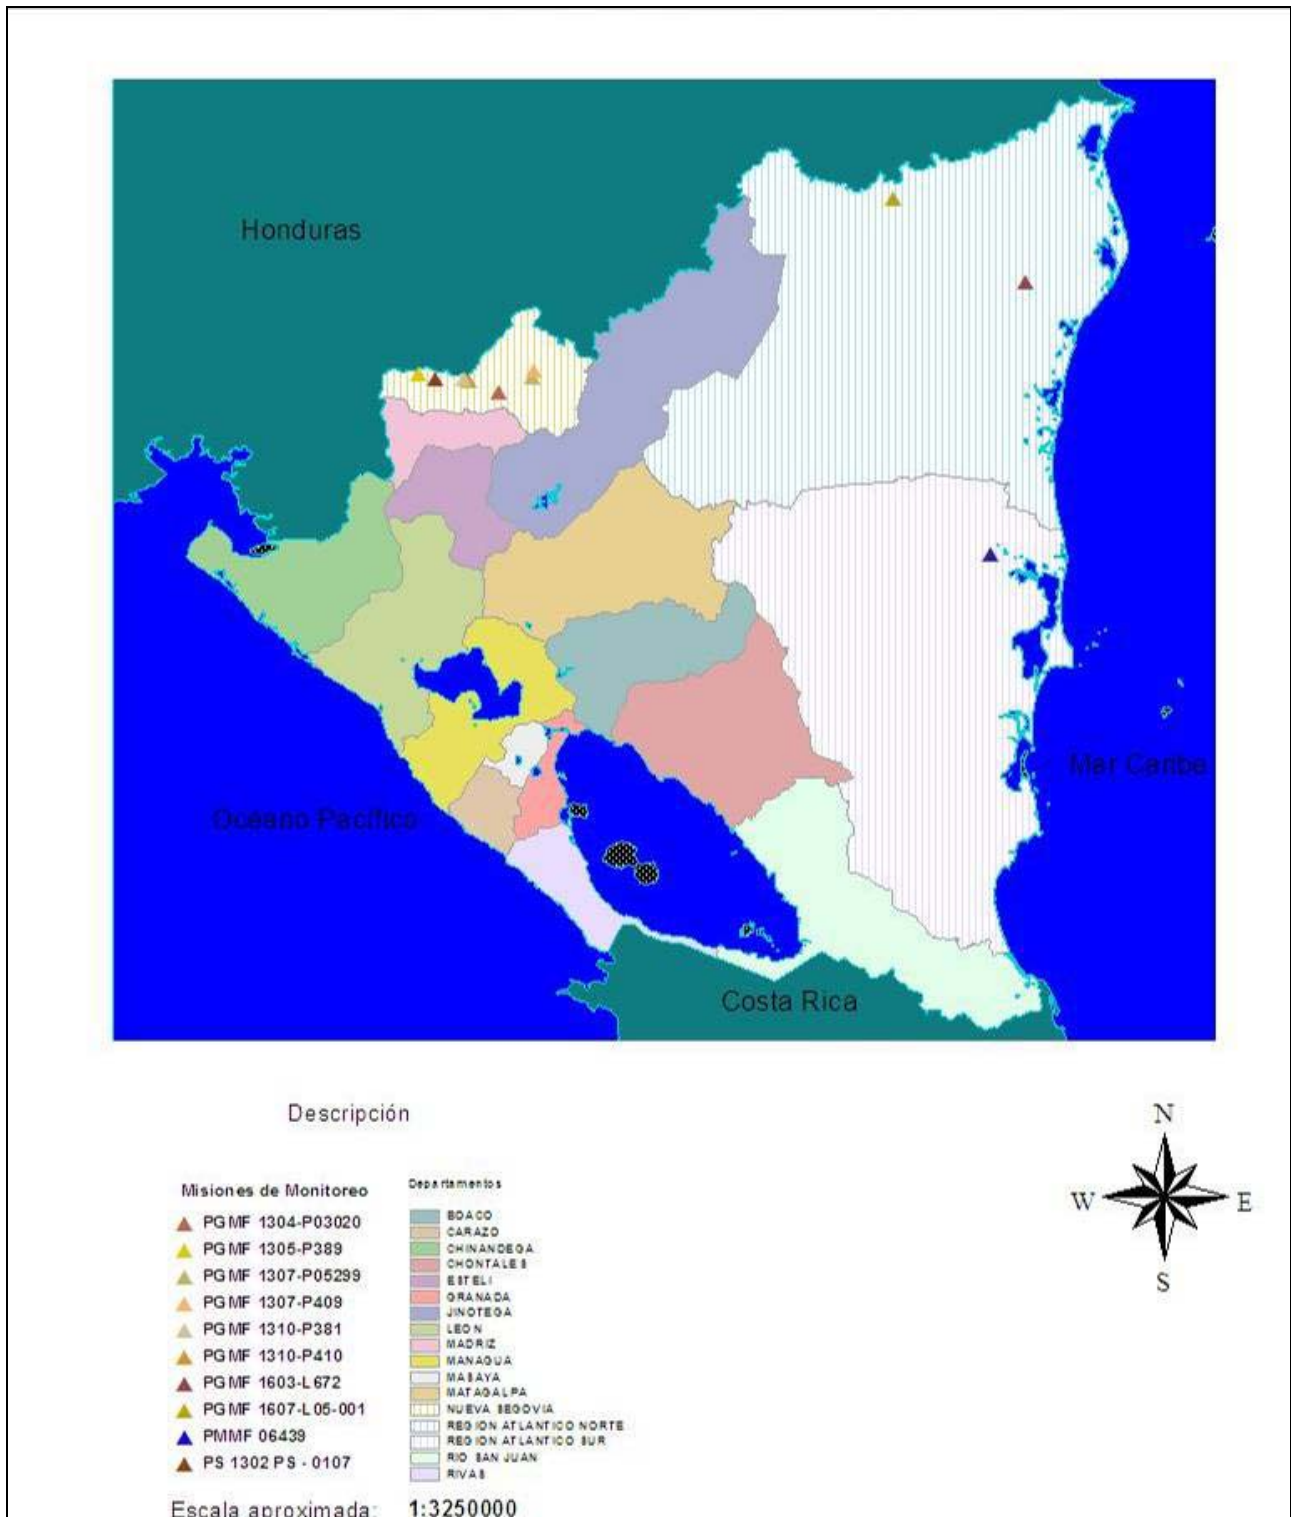 Honduras
Mar Caribe
Océano Pacífico
Costa Rica
Descripción
N
W E
S
Misiones de Monitoreo
PGMF 1304-P03020
PGMF 1305-P389
PGMF 1307-P05299
PGMF 1307-P409
PGMF 1310-P381
PGMF 1310-P410
PGMF 1603-L672
PGMF 1607-L05-001
PMMF 06439
PS 1302 PS - 0107
Departamentos
BOACO
CARAZO
CHINANDEGA
CHONTALES
ESTELI
GRANADA
JINOTEGA
LEON
MADRIZ
MANAGUA
MASAYA
MATAGALPA
NUEVA SEGOVIA
REGION ATLANTICO NORTE
REGION ATLANTICO SUR
RIO SAN JUAN
RIVAS
Escala aproximada: 1:3250000